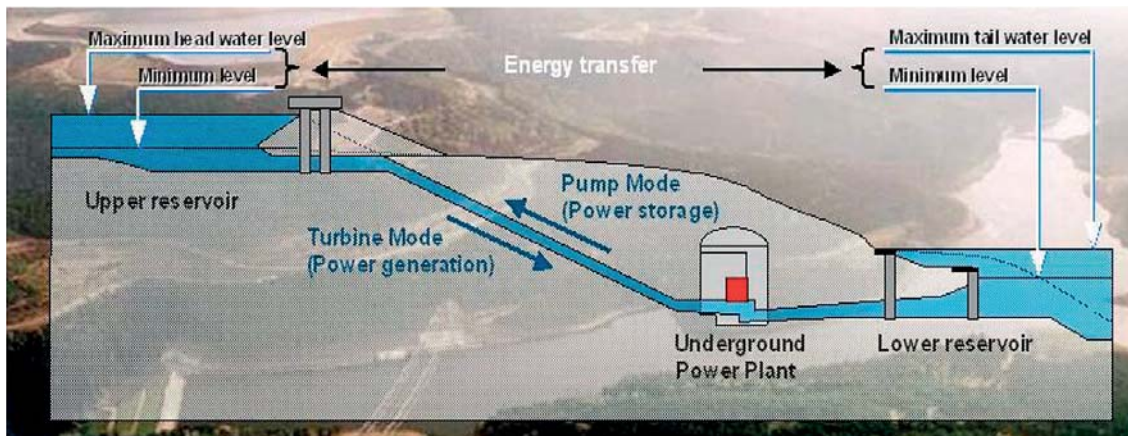 Maximum head water level
Minimum level
Energy transfer
Maximum tail water level
Minimum level
Upper reservoir
Pump Mode
(Power storage)
Turbine Mode
(Power generation)
Underground
Power Plant
Lower reservoir